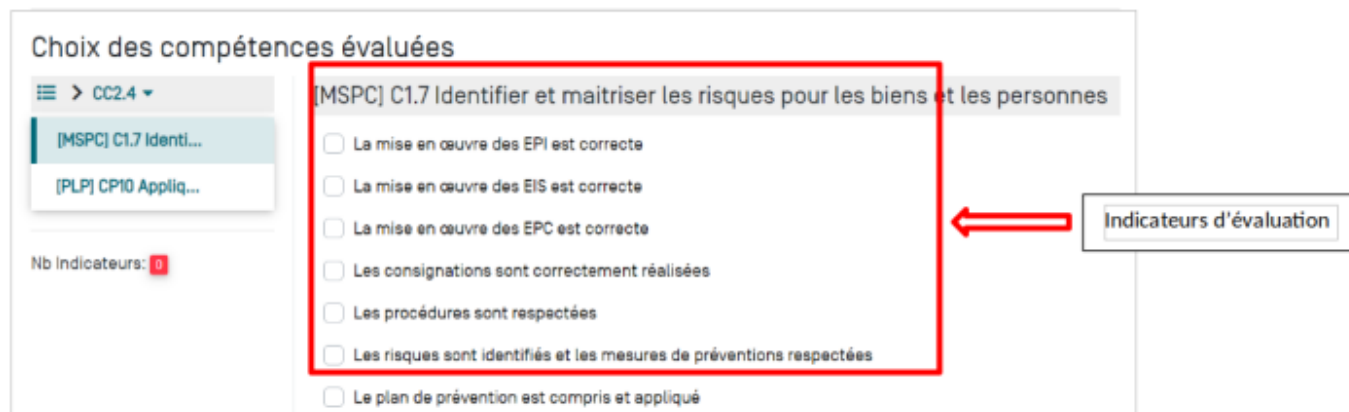 Choix des compétences évaluées
CC2.4
[MSPC] C1.7 Identi...
[PLP] CP10 Appliq...
Nb Indicateurs: 0
[MSPC] C1.7 Identifier et maitriser les risques pour les biens et les personnes
La mise en œuvre des EPI est correcte
La mise en œuvre des EIS est correcte
La mise en œuvre des EPC est correcte
Les consignations sont correctement réalisées
Les procédures sont respectées
Les risques sont identifiés et les mesures de préventions respectées
Le plan de prévention est compris et appliqué
Indicateurs d'évaluation